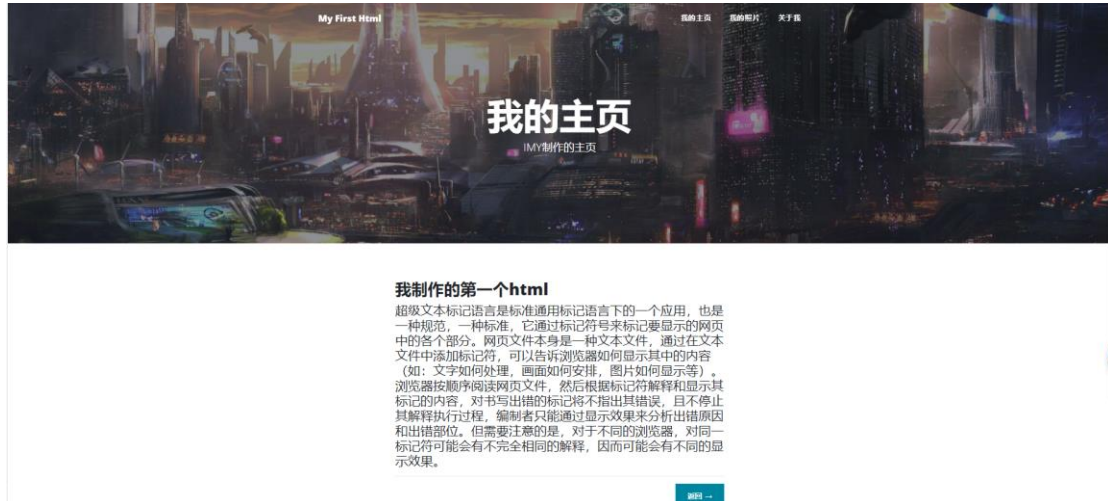 My First Html
我的主页 我的照片 关于我
我的主页
IMY制作的主页
我制作的第一个html
超级文本标记语言是标准通用标记语言下的一个应用，也是
一种规范，一种标准，它通过标记符号来标记要显示的网页
中的各个部分。网页文件本身是一种文本文件，通过在文本
文件中添加标记符，可以告诉浏览器如何显示其中的内容
（如：文字如何处理，画面如何安排，图片如何显示等）。
浏览器按顺序阅读网页文件，然后根据标记符解释和显示其
标记的内容，对书写出错的标记将不指出其错误，且不停止
其解释执行过程，编制者只能通过显示效果来分析出错原因
和出错部位。但需要注意的是，对于不同的浏览器，对同一
标记符可能会有不完全相同的解释，因而可能会有不同的显
示效果。
返回 →